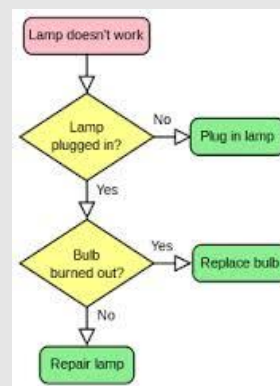 Lamp doesn't work
Lamp
plugged in?
No
Plug in lamp
Yes
Bulb
burned out?
Yes
Replace bulb
No
Repair lamp